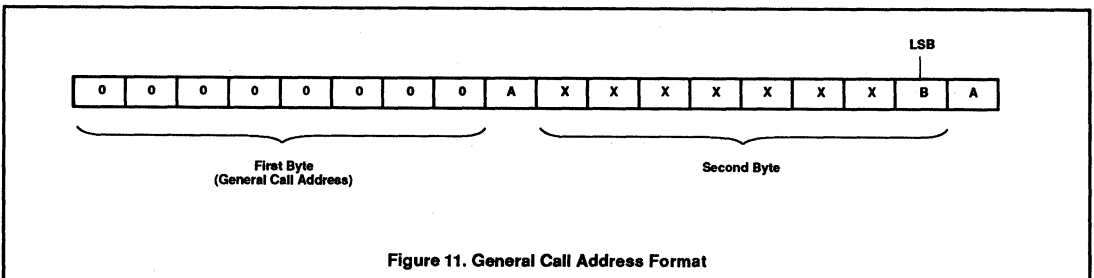 LSB
0 0 0 0 0 0 0 0 A X X X X X X X B A
First Byte
(General Call Address)
Second Byte
Figure 11. General Call Address Format